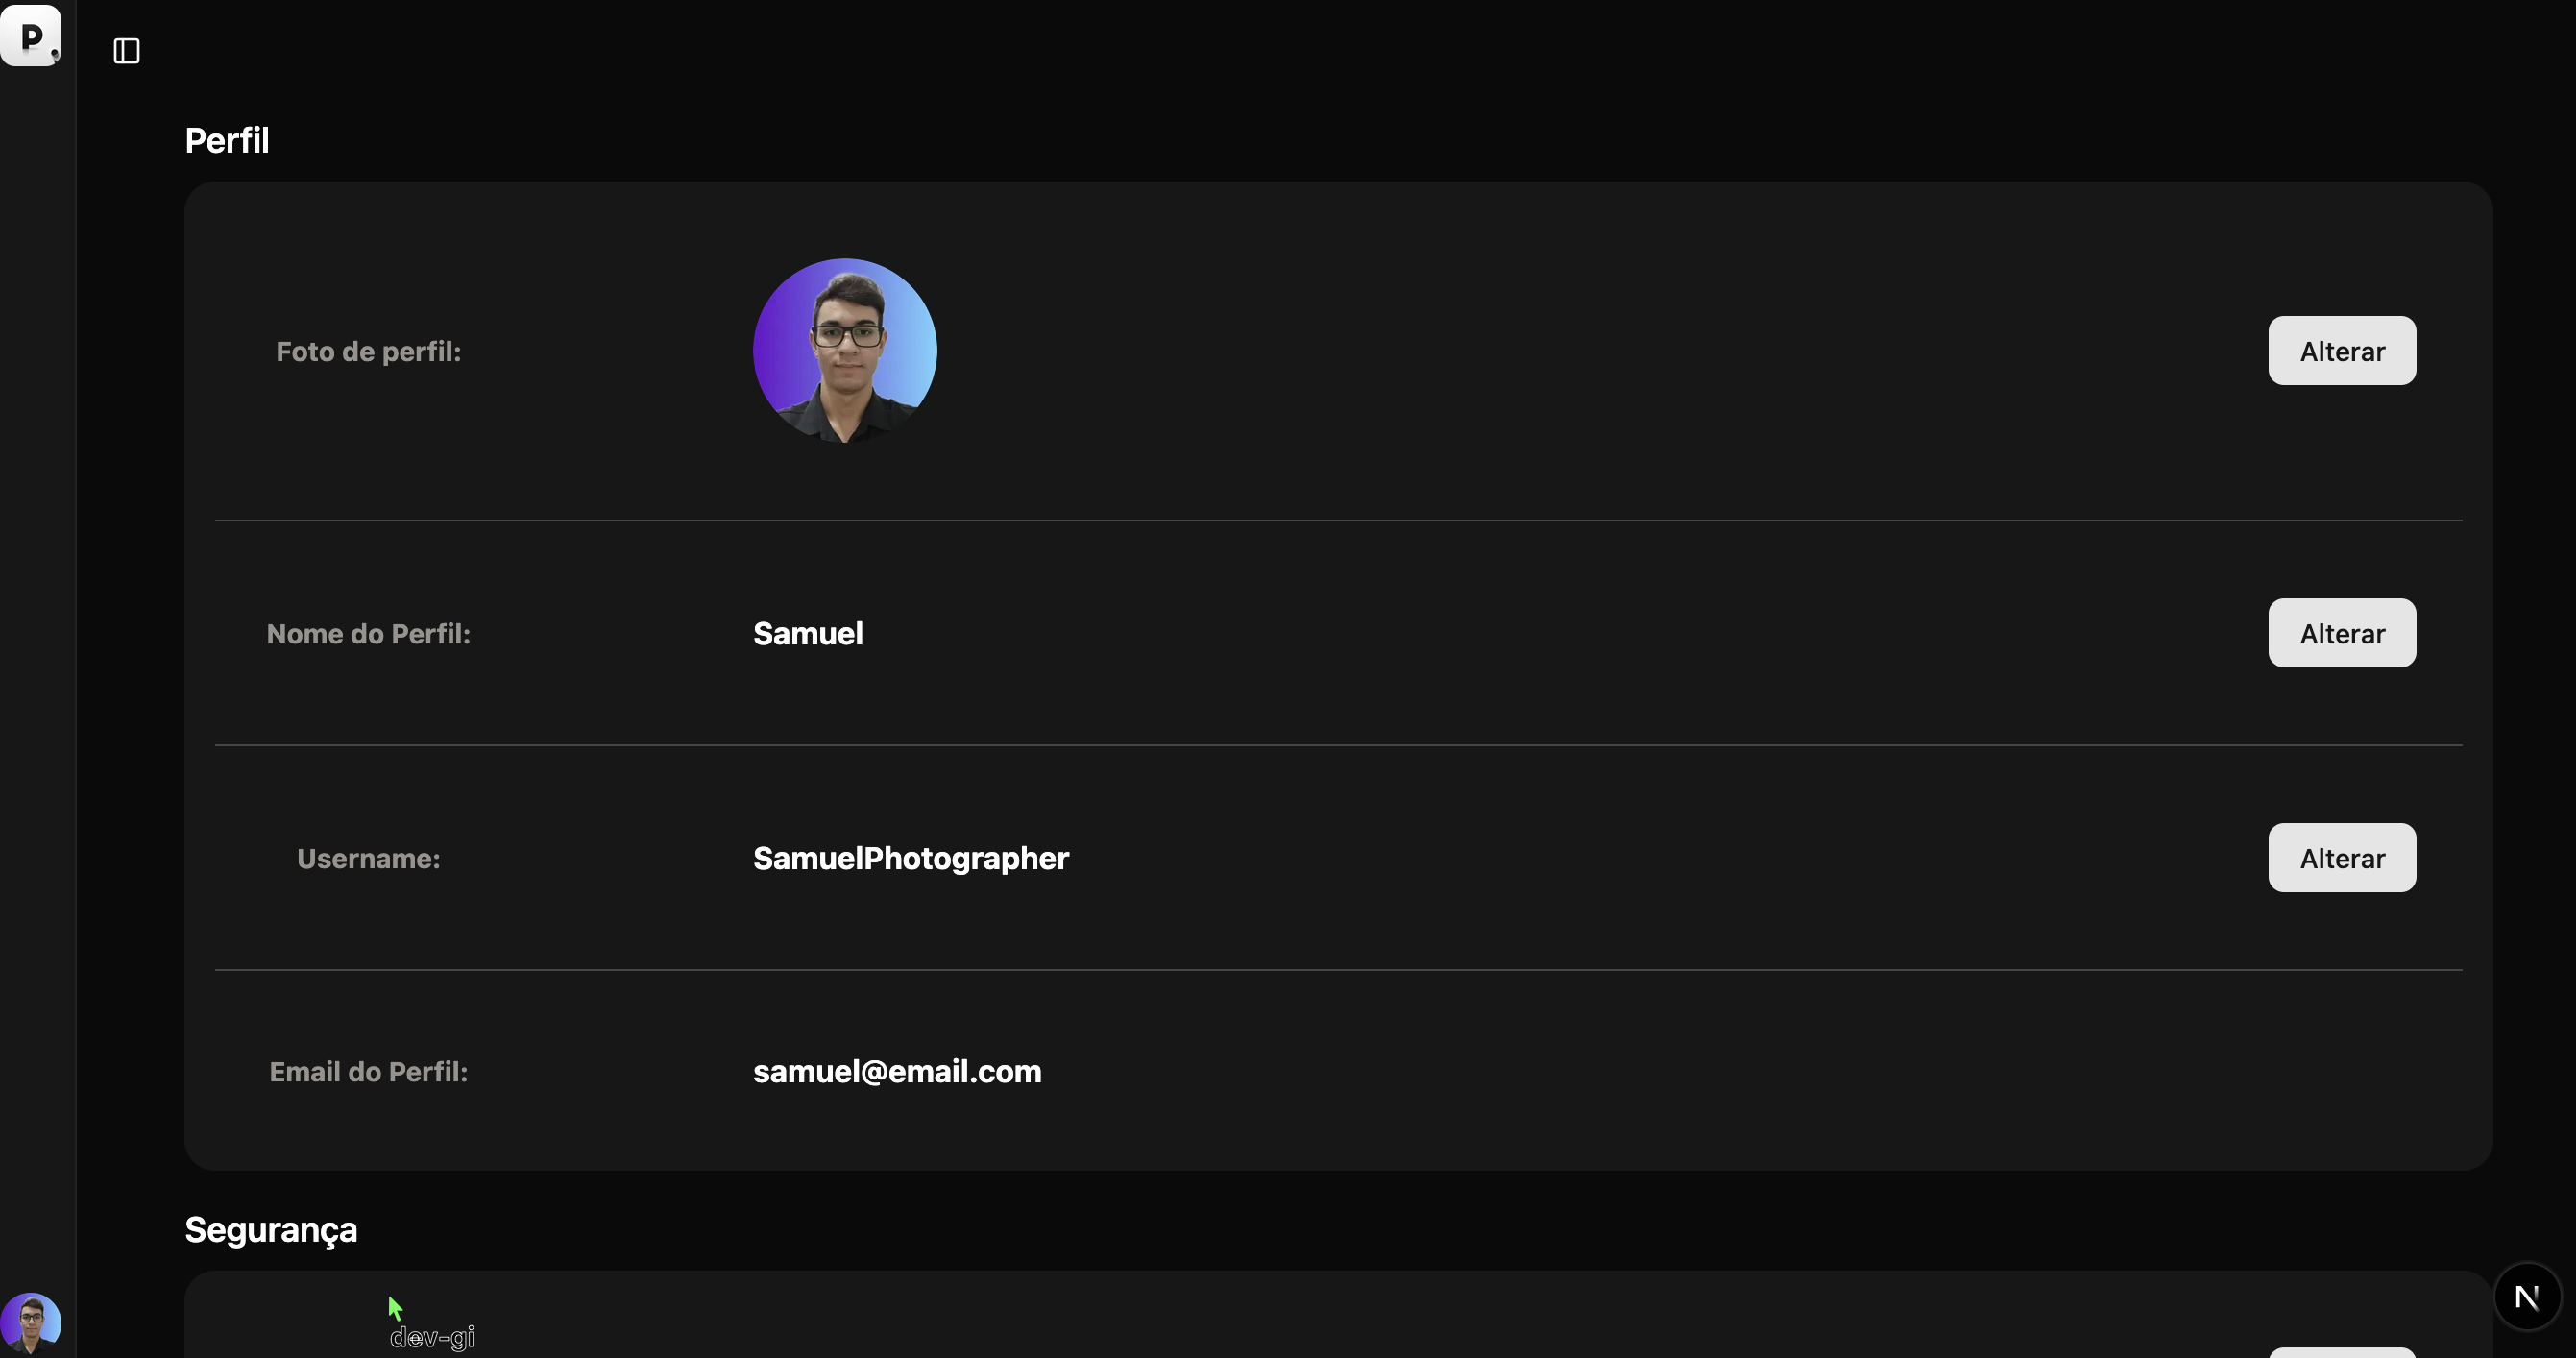 P.
Perfil
Foto de perfil:
Alterar
Nome do Perfil:
Samuel
Alterar
Username:
SamuelPhotographer
Alterar
Email do Perfil:
samuel@email.com
Segurança
N
dev-gi